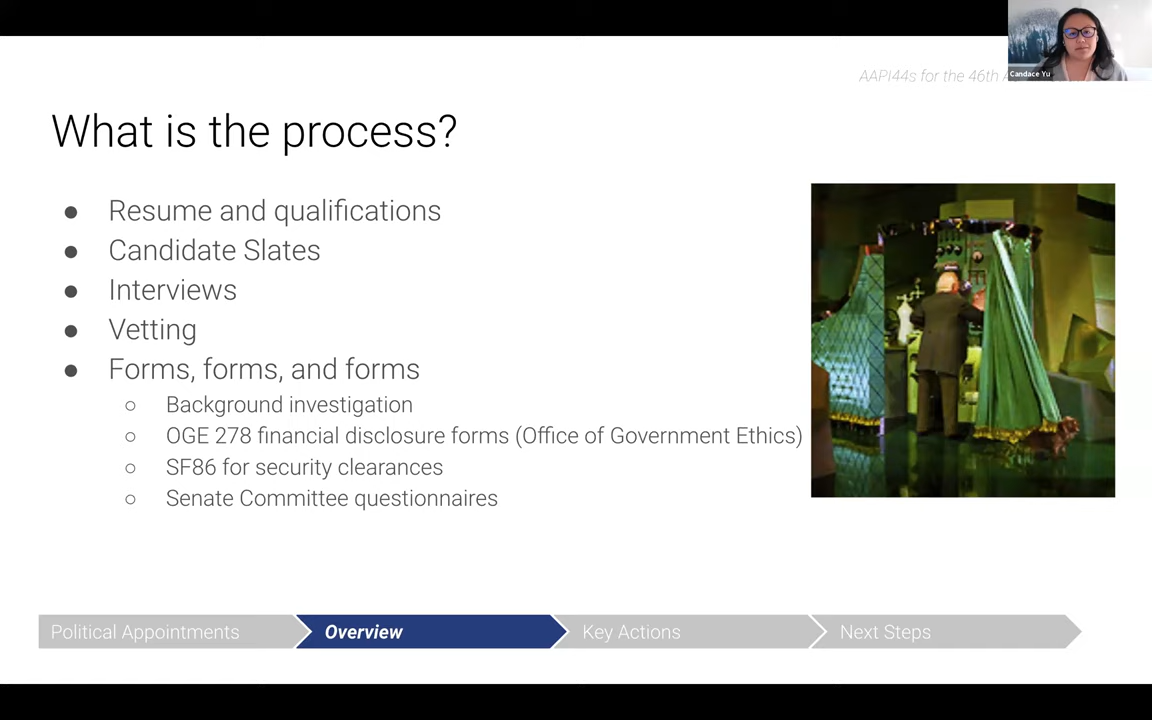 AAPI44s for the 46th
Candace Yu
What is the process?
● Resume and qualifications
● Candidate Slates
● Interviews
● Vetting
● Forms, forms, and forms
○ Background investigation
○ OGE 278 financial disclosure forms (Office of Government Ethics)
○ SF86 for security clearances
○ Senate Committee questionnaires
Political Appointments
Overview
Key Actions
Next Steps